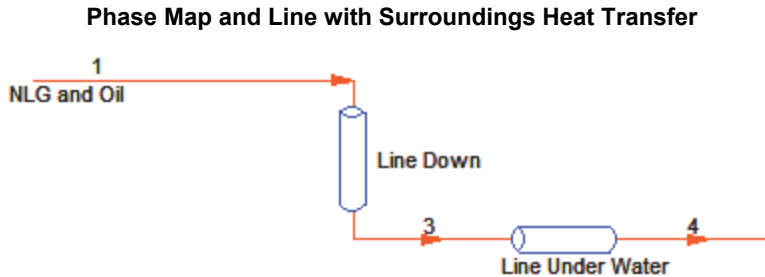 Phase Map and Line with Surroundings Heat Transfer
1
NLG and Oil
Line Down
3
4
Line Under Water